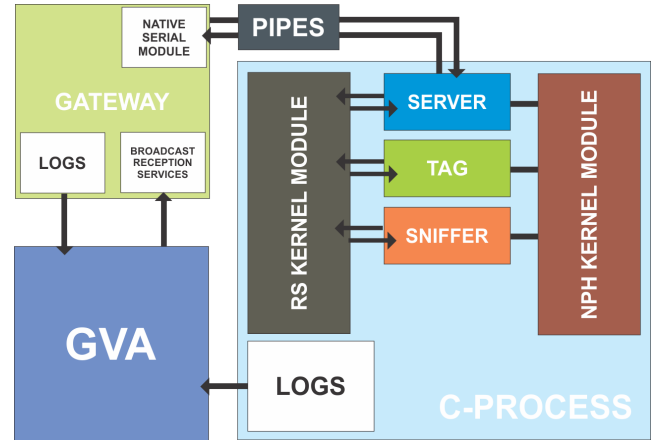 NATIVE
SERIAL
MODULE
PIPES
GATEWAY
LOGS
BROADCAST
RECEPTION
SERVICES
GVA
RS KERNEL MODULE
SERVER
TAG
SNIFFER
NPH KERNEL MODULE
LOGS
C-PROCESS